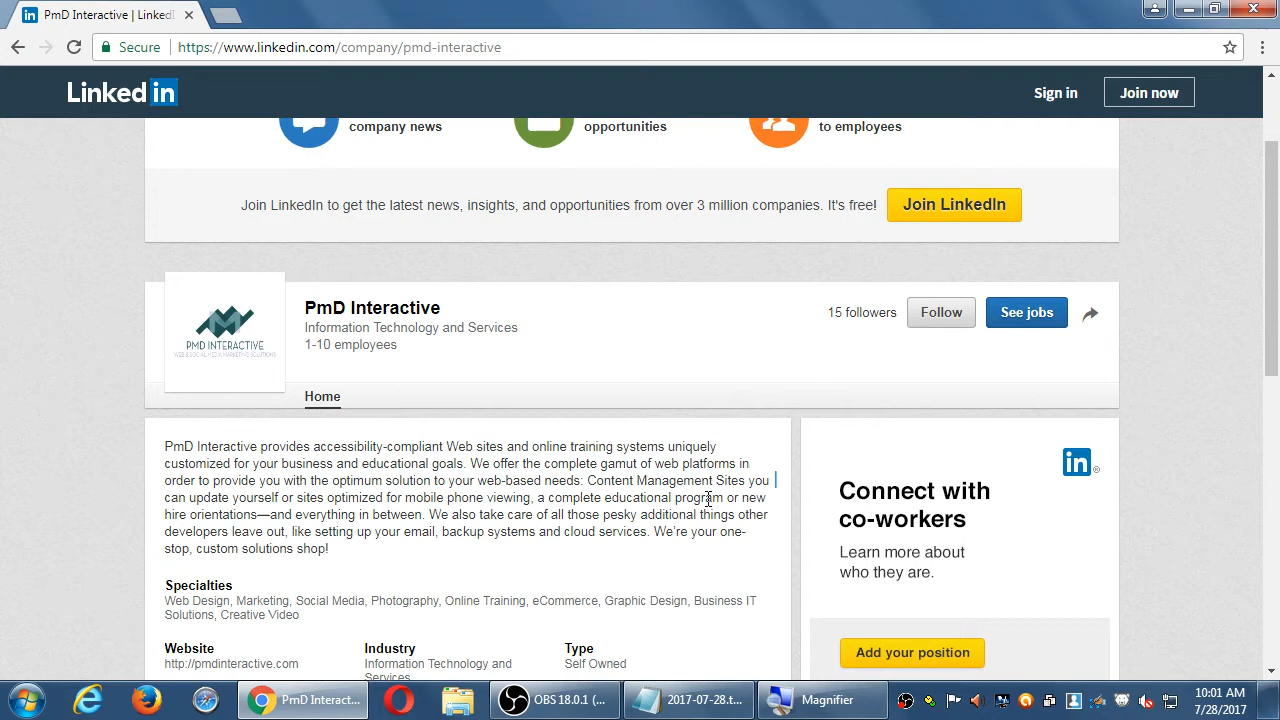 PmD Interactive | LinkedI
Secure https://www.linkedin.com/company/pmd-interactive
Linked in
Sign in
Join now
company news
opportunities
to employees
Join LinkedIn to get the latest news, insights, and opportunities from over 3 million companies. It's free!
Join LinkedIn
PMD INTERACTIVE
WEB & SOCIAL MEDIA MARKETING SOLUTIONS
PmD Interactive
Information Technology and Services
1-10 employees
15 followers
Follow
See jobs
Home
PmD Interactive provides accessibility-compliant Web sites and online training systems uniquely
customized for your business and educational goals. We offer the complete gamut of web platforms in
order to provide you with the optimum solution to your web-based needs: Content Management Sites you
can update yourself or sites optimized for mobile phone viewing, a complete educational program or new
hire orientations—and everything in between. We also take care of all those pesky additional things other
developers leave out, like setting up your email, backup systems and cloud services. We're your one-
stop, custom solutions shop!
Specialties
Web Design, Marketing, Social Media, Photography, Online Training, eCommerce, Graphic Design, Business IT
Solutions, Creative Video
Website
http://pmdinteractive.com
Industry
Information Technology and
Services
Type
Self Owned
in
Connect with
co-workers
Learn more about
who they are.
Add your position
PmD Interact...
OBS 18.0.1 (...
2017-07-28.t...
Magnifier
10:01 AM
7/28/2017